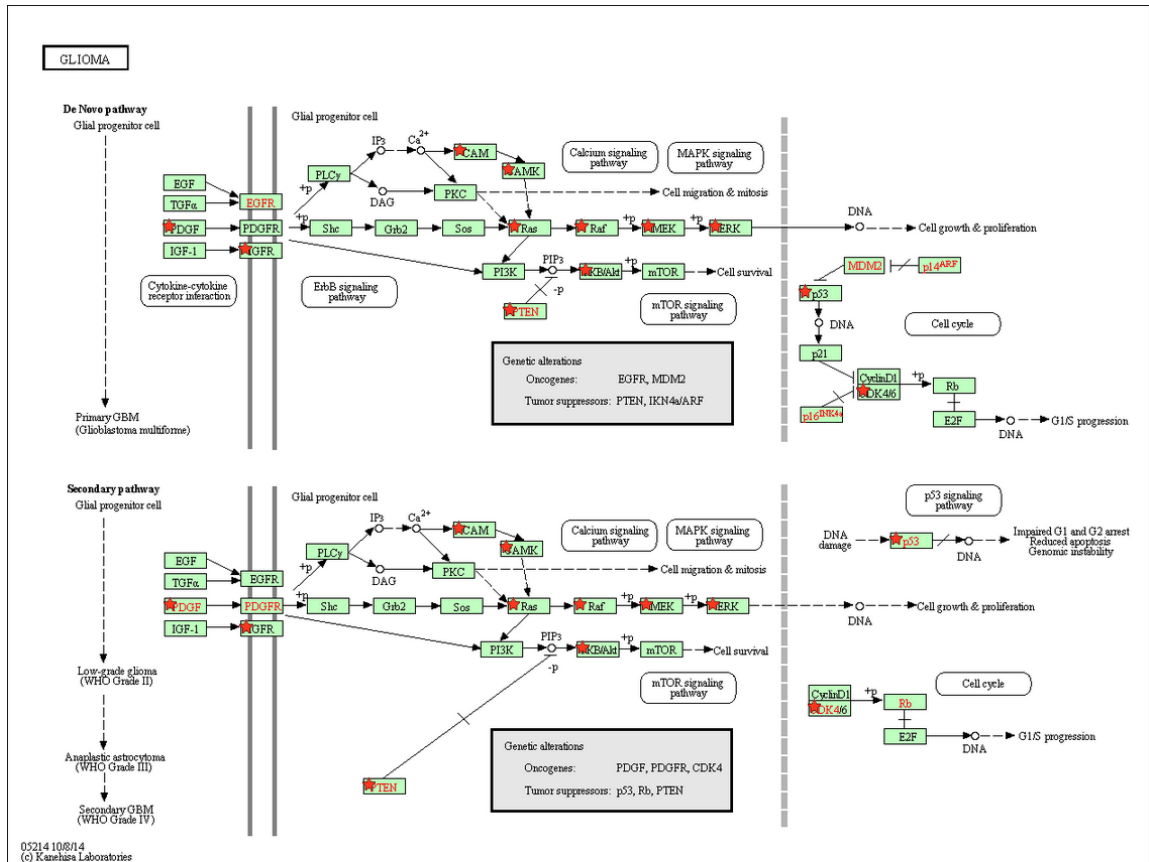 GLIOMA
De Novo pathway
Glial progenitor cell
Glial progenitor cell
IP3
Ca2+
CAM
CAMK
Calcium signaling
pathway
MAPK signaling
pathway
PLCγ
+p
DAG
PKC
Cell migration & mitosis
EGF
TGFα
EGFR
PDGF
PDGFR
+p
Shc
Grb2
Sos
Ras
Raf
+p
MEK
+p
ERK
DNA
Cell growth & proliferation
IGF-1
IGFR
PI3K
PIP3
PKB/Akt
+p
mTOR
Cell survival
MDM2
p14ARF
Cytokine-cytokine
receptor interaction
ErbB signaling
pathway
-p
PTEN
mTOR signaling
pathway
p53
DNA
Cell cycle
p21
Genetic alterations
Oncogenes: EGFR, MDM2
Tumor suppressors: PTEN, IKN4a/ARF
CyclinD1
CDK4/6
+p
Rb
p16INK4a
E2F
DNA
G1/S progression
Primary GBM
(Glioblastoma multiforme)
Secondary pathway
Glial progenitor cell
Glial progenitor cell
IP3
Ca2+
CAM
CAMK
Calcium signaling
pathway
MAPK signaling
pathway
p53 signaling
pathway
DNA
damage
p53
DNA
Impaired G1 and G2 arrest
Reduced apoptosis
Genomic instability
PLCγ
+p
DAG
PKC
Cell migration & mitosis
EGF
TGFα
EGFR
PDGF
PDGFR
+p
Shc
Grb2
Sos
Ras
Raf
+p
MEK
+p
ERK
DNA
Cell growth & proliferation
IGF-1
IGFR
PI3K
PIP3
PKB/Akt
+p
mTOR
Cell survival
-p
mTOR signaling
pathway
Low-grade glioma
(WHO Grade II)
CyclinD1
CDK4/6
+p
Rb
Cell cycle
E2F
DNA
G1/S progression
Anaplastic astrocytoma
(WHO Grade III)
PTEN
Genetic alterations
Oncogenes: PDGF, PDGFR, CDK4
Tumor suppressors: p53, Rb, PTEN
Secondary GBM
(WHO Grade IV)
05214 10/8/14
(c) Kanehisa Laboratories